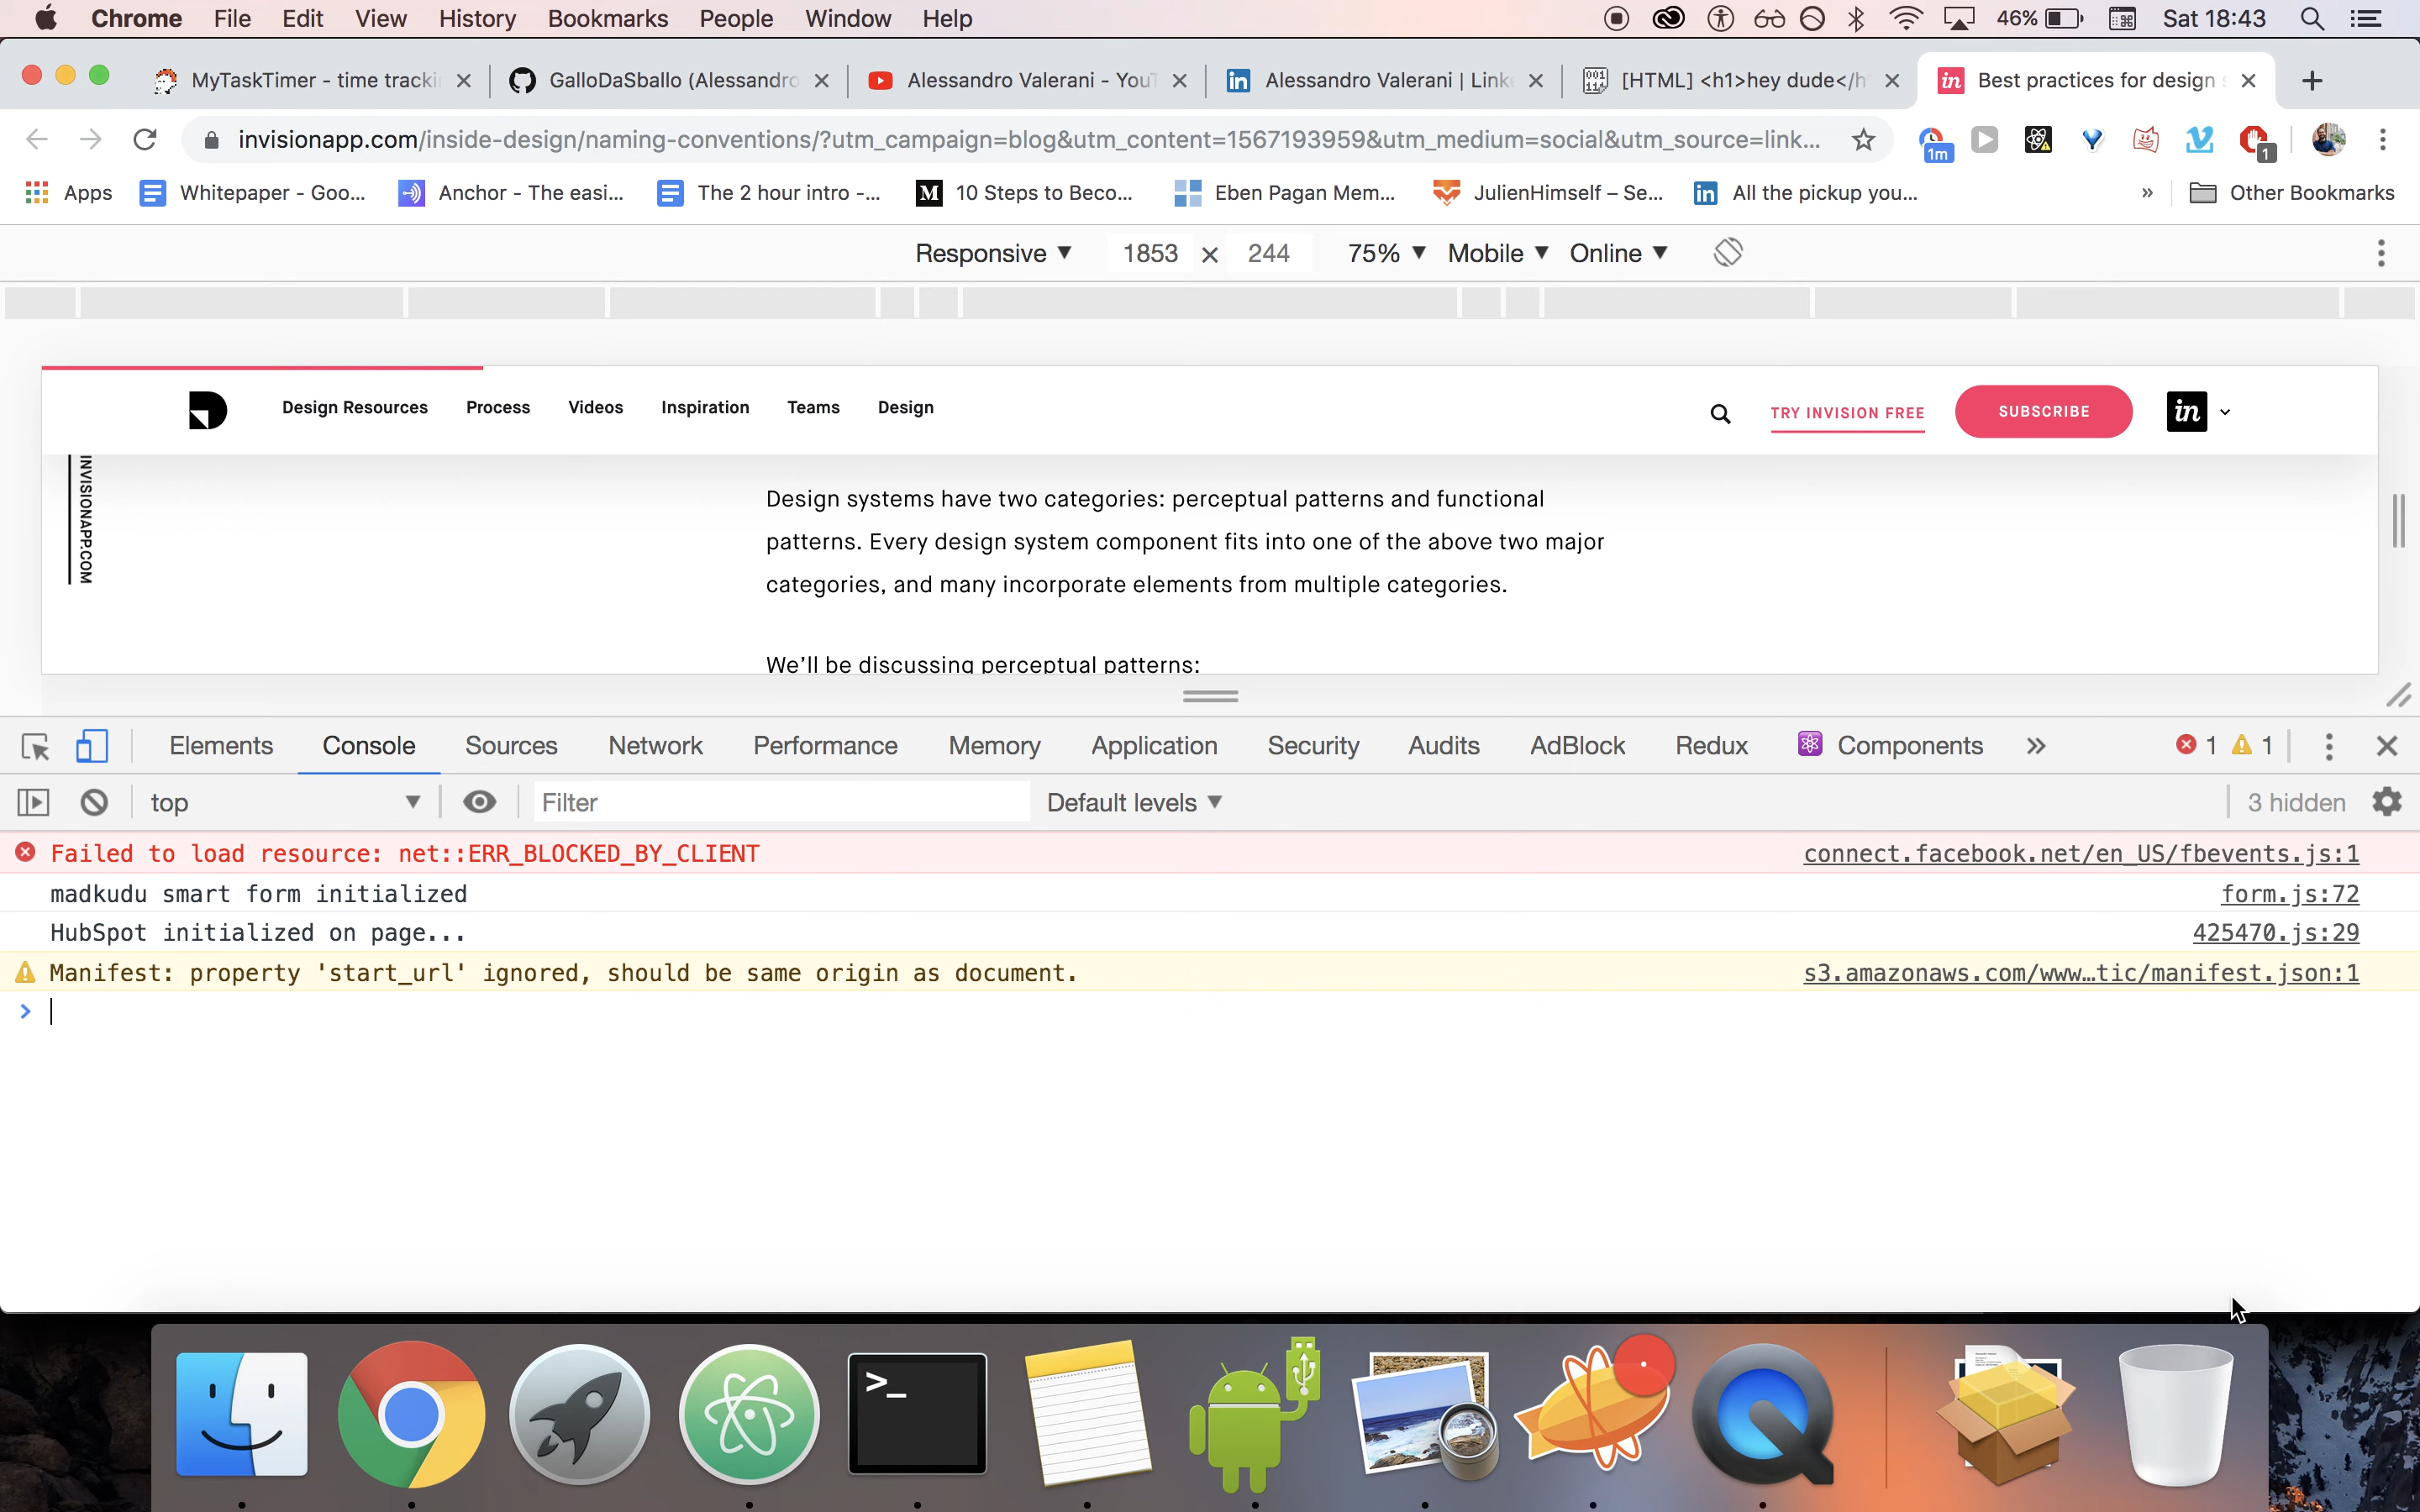 Chrome File Edit View History Bookmarks People Window Help 46% Sat 18:43
MyTaskTimer - time tracki GalloDaSballo (Alessandro Alessandro Valerani - YouT Alessandro Valerani | Linke [HTML] <h1>hey dude</h Best practices for design s
invisionapp.com/inside-design/naming-conventions/?utm_campaign=blog&utm_content=1567193959&utm_medium=social&utm_source=link... 1m 1
Apps Whitepaper - Goo... Anchor - The easi... The 2 hour intro -... M 10 Steps to Beco... Eben Pagan Mem... JulienHimself – Se... in All the pickup you... » Other Bookmarks
Responsive 1853 × 244 75% Mobile Online
Design Resources Process Videos Inspiration Teams Design TRY INVISION FREE SUBSCRIBE in
INVISIONAPP.COM
Design systems have two categories: perceptual patterns and functional
patterns. Every design system component fits into one of the above two major
categories, and many incorporate elements from multiple categories.
We’ll be discussing perceptual patterns:
Elements Console Sources Network Performance Memory Application Security Audits AdBlock Redux Components » 1 1
top Filter Default levels 3 hidden
Failed to load resource: net::ERR_BLOCKED_BY_CLIENT connect.facebook.net/en_US/fbevents.js:1
madkudu smart form initialized form.js:72
HubSpot initialized on page... 425470.js:29
Manifest: property 'start_url' ignored, should be same origin as document. s3.amazonaws.com/www…tic/manifest.json:1
>
>_